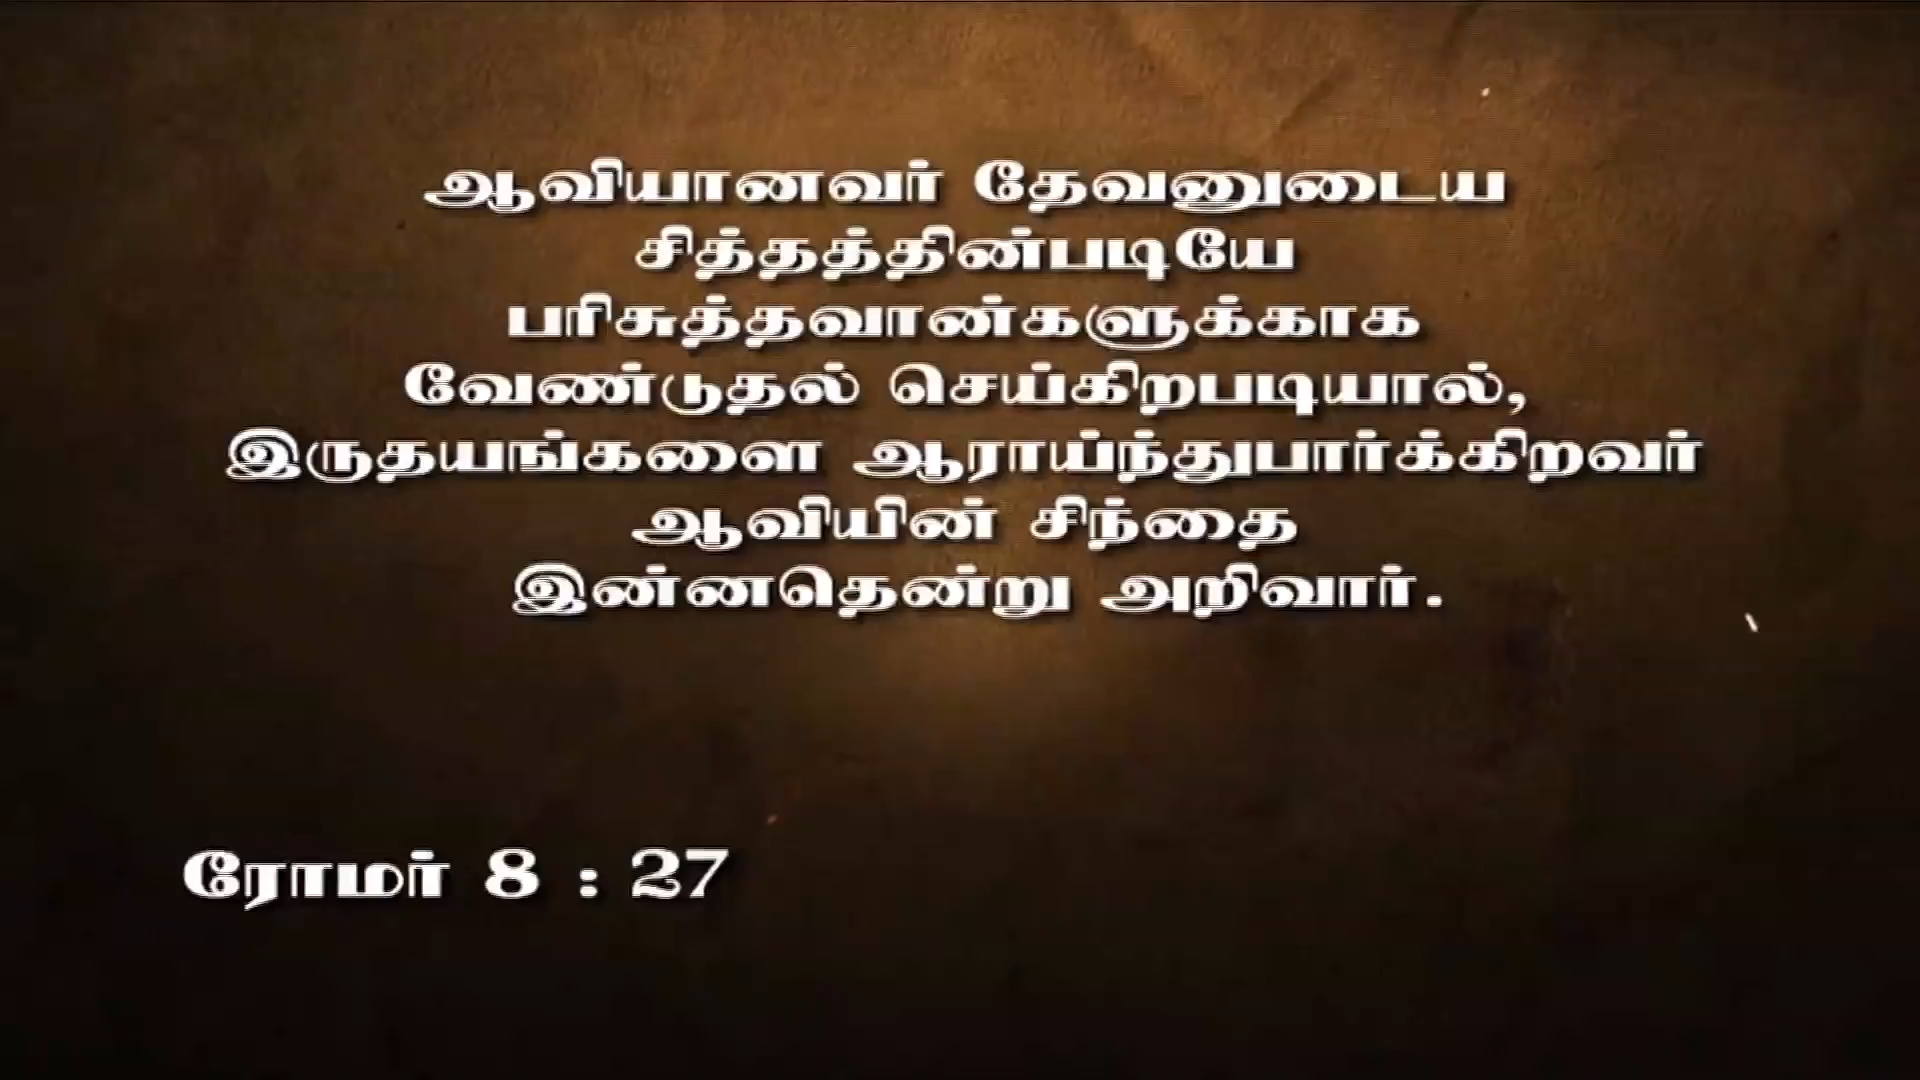 ஆவியானவர் தேவனுடைய
சித்தத்தின்படியே
பரிசுத்தவான்களுக்காக
வேண்டுதல் செய்கிறபடியால்,
இருதயங்களை ஆராய்ந்துபார்க்கிறவர்
ஆவியின் சிந்தை
இன்னதென்று அறிவார்.
ரோமர் 8 : 27